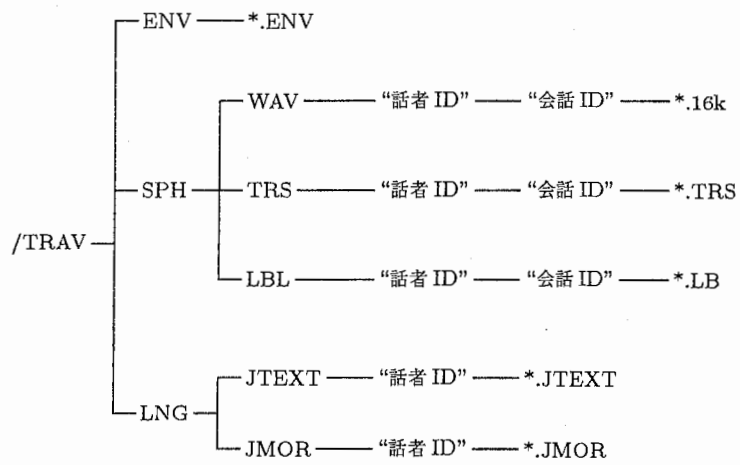 ENV *.ENV
WAV “話者 ID” “会話 ID” *.16k
SPH TRS “話者 ID” “会話 ID” *.TRS
/TRAV
LBL “話者 ID” “会話 ID” *.LB
JTEXT “話者 ID” *.JTEXT
LNG
JMOR “話者 ID” *.JMOR